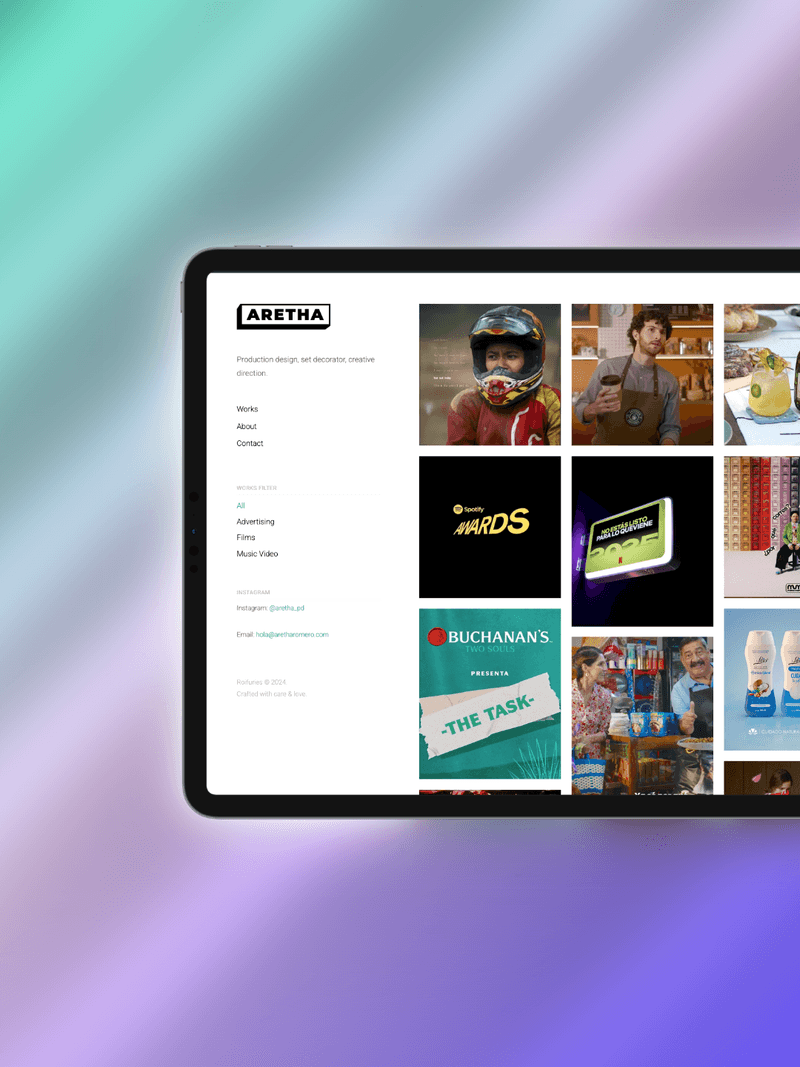 ARETHA
Production design, set decorator, creative
direction.
Works
About
Contact
WORKS FILTER
All
Advertising
Films
Music Video
INSTAGRAM
Instagram: @aretha_pd
Email: hola@aretharomero.com
© 2024
Crafted with care & love.
Spotify
AWARDS
NO ESTÁS LISTO
PARA LO QUE VIENE
2025
BUCHANAN'S
TWO SOULS
PRESENTA
-THE TASK-